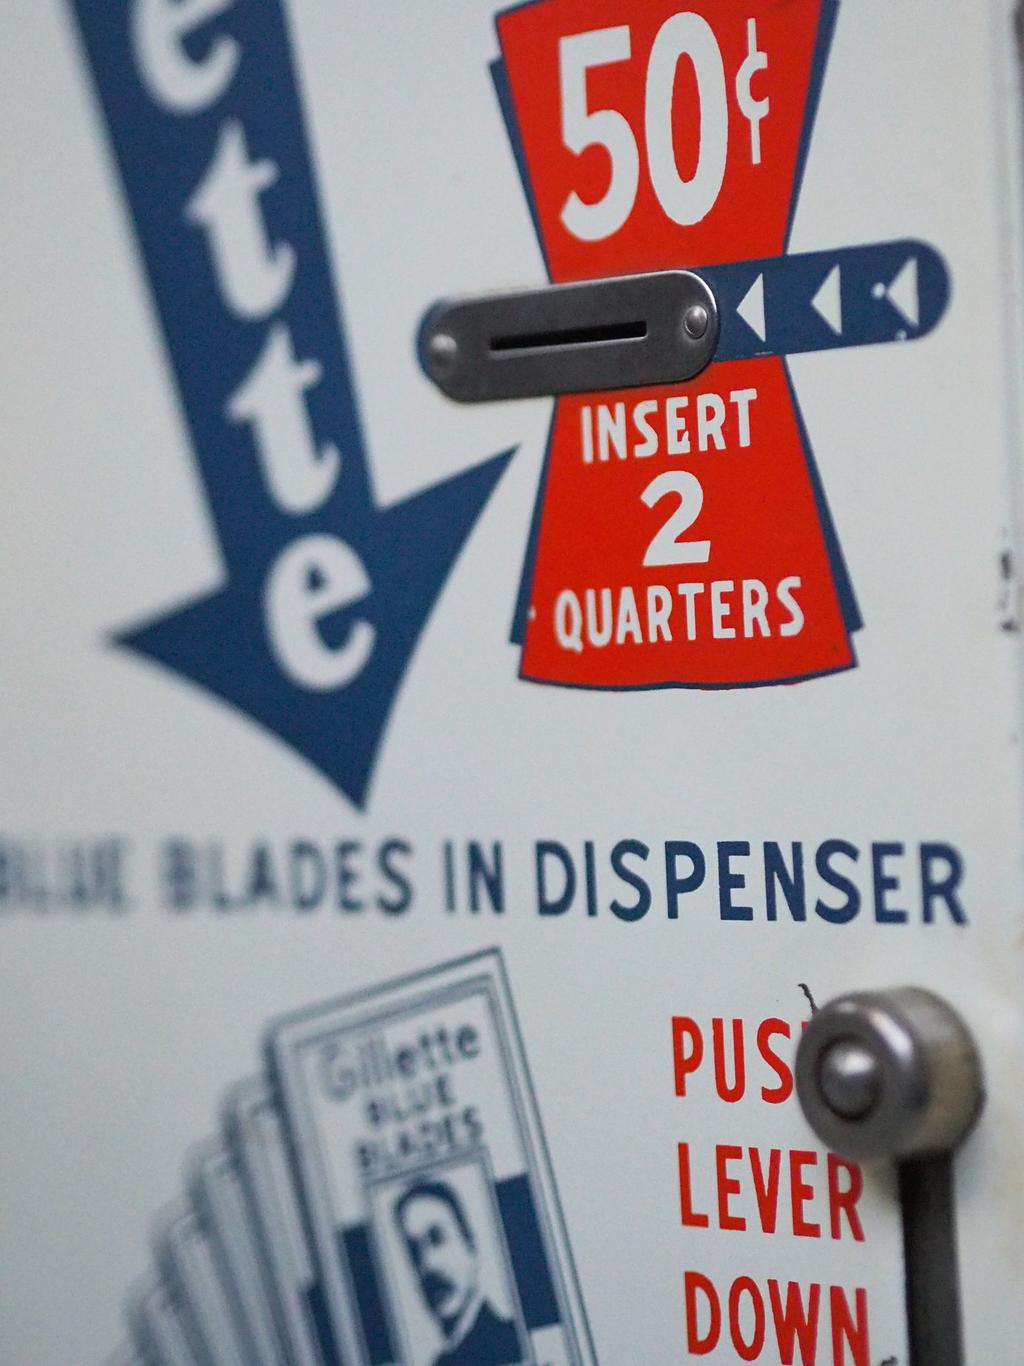 ette
50¢
INSERT
2
QUARTERS
BLUE BLADES IN DISPENSER
Gillette
BLUE
BLADES
PUS
LEVER
DOWN